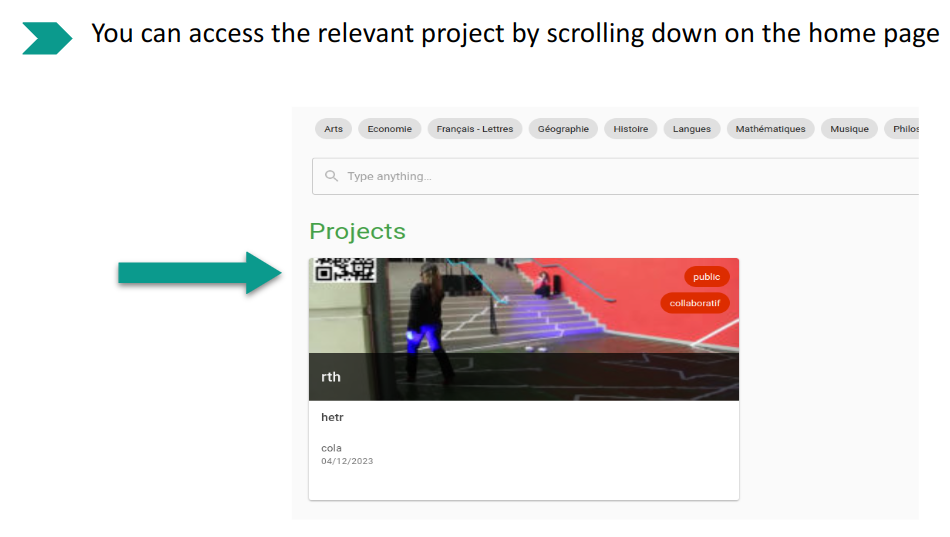 You can access the relevant project by scrolling down on the home page
Arts Economie Français - Lettres Géographie Histoire Langues Mathématiques Musique Philos
Type anything...
Projects
public
collaboratif
rth
hetr
cola
04/12/2023